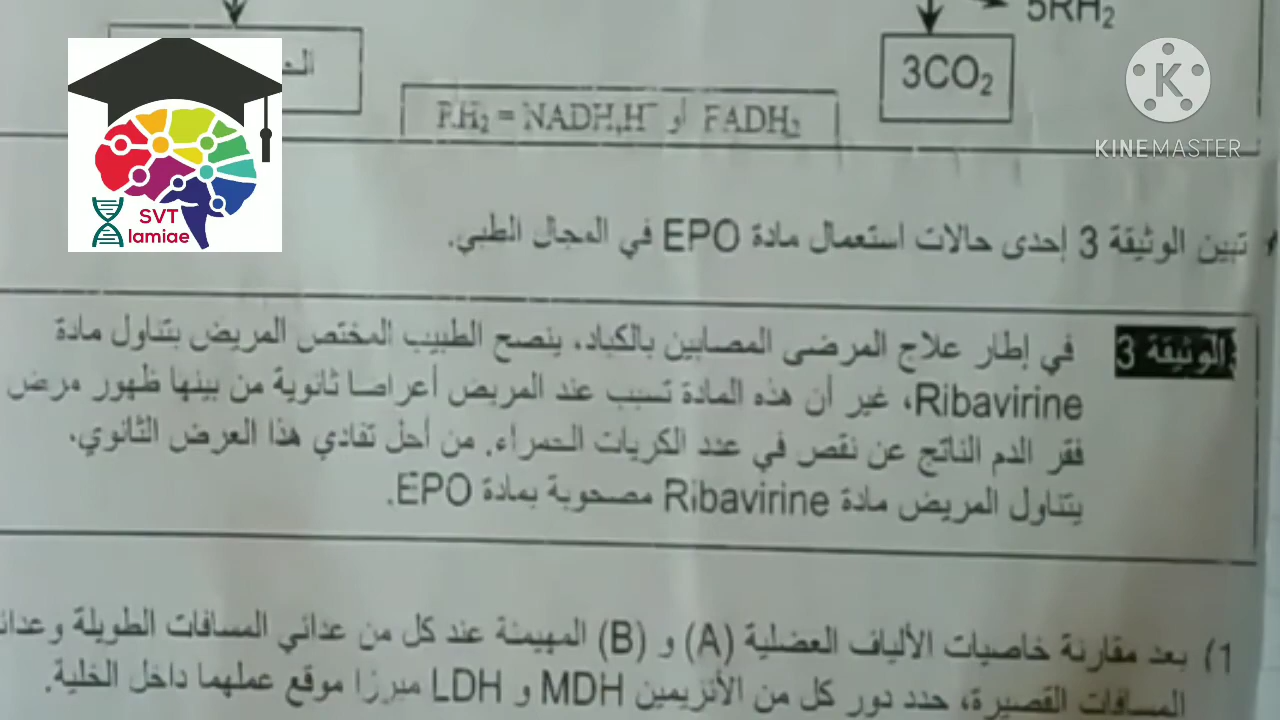 5RH₂
3CO₂
RH₂ = NADH,H⁺ أو FADH₂
KINEMASTER
SVT
lamiae
تبين الوثيقة 3 إحدى حالات استعمال مادة EPO في المجال الطبي.
الوثيقة 3
في إطار علاج المرضى المصابين بالكباد، ينصح الطبيب المختص المريض بتناول مادة
Ribavirine، غير أن هذه المادة تسبب عند المريض أعراضا ثانوية من بينها ظهور مرض
فقر الدم الناتج عن نقص في عدد الكريات الحمراء. من أجل تفادي هذا العرض الثانوي،
يتناول المريض مادة Ribavirine مصحوبة بمادة EPO.
1) بعد مقارنة خاصيات الألياف العضلية (A) و (B) المهيمنة عند كل من عدائي المسافات الطويلة
المسافات القصيرة، حدد دور كل من الأنزيمين MDH و LDH مبرزا موقع عملهما داخل الخلية.